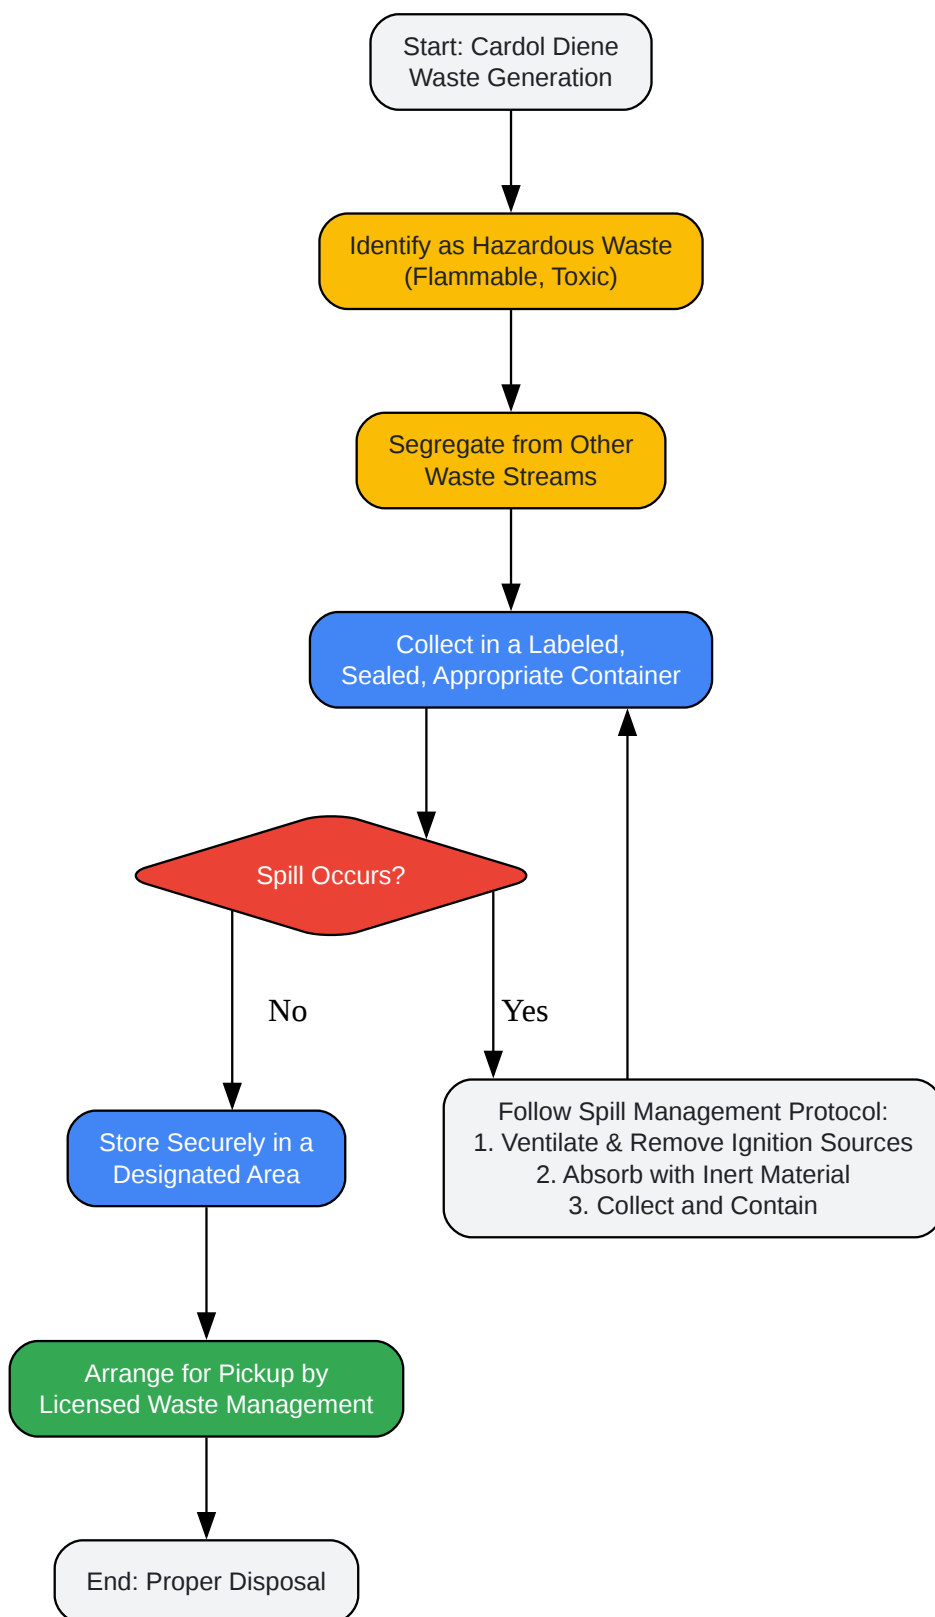 Start: Cardol Diene
Waste Generation
Identify as Hazardous Waste
(Flammable, Toxic)
Segregate from Other
Waste Streams
Collect in a Labeled,
Sealed, Appropriate Container
Spill Occurs?
No
Yes
Follow Spill Management Protocol:
1. Ventilate & Remove Ignition Sources
2. Absorb with Inert Material
3. Collect and Contain
Store Securely in a
Designated Area
Arrange for Pickup by
Licensed Waste Management
End: Proper Disposal